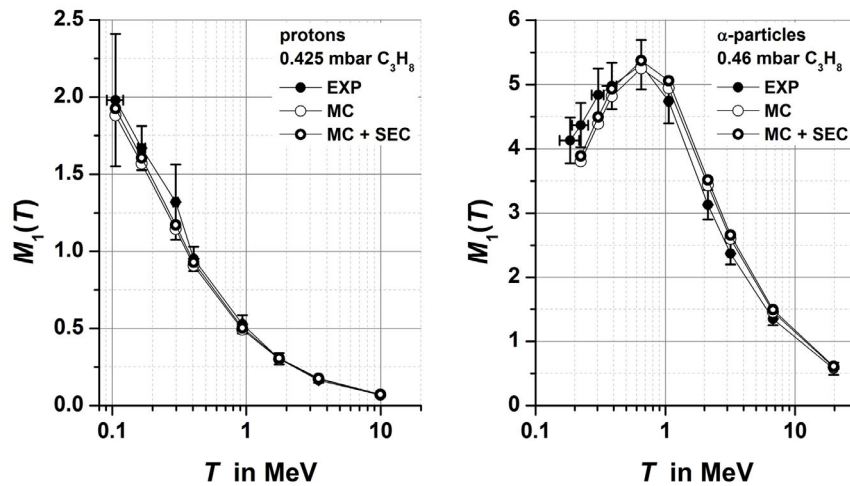 protons
0.425 mbar C₃H₈
EXP
MC
MC + SEC
M₁(T)
2.5
2.0
1.5
1.0
0.5
0.0
0.1
1
10
T in MeV
α-particles
0.46 mbar C₃H₈
EXP
MC
MC + SEC
M₁(T)
6
5
4
3
2
1
0
0.1
1
10
T in MeV